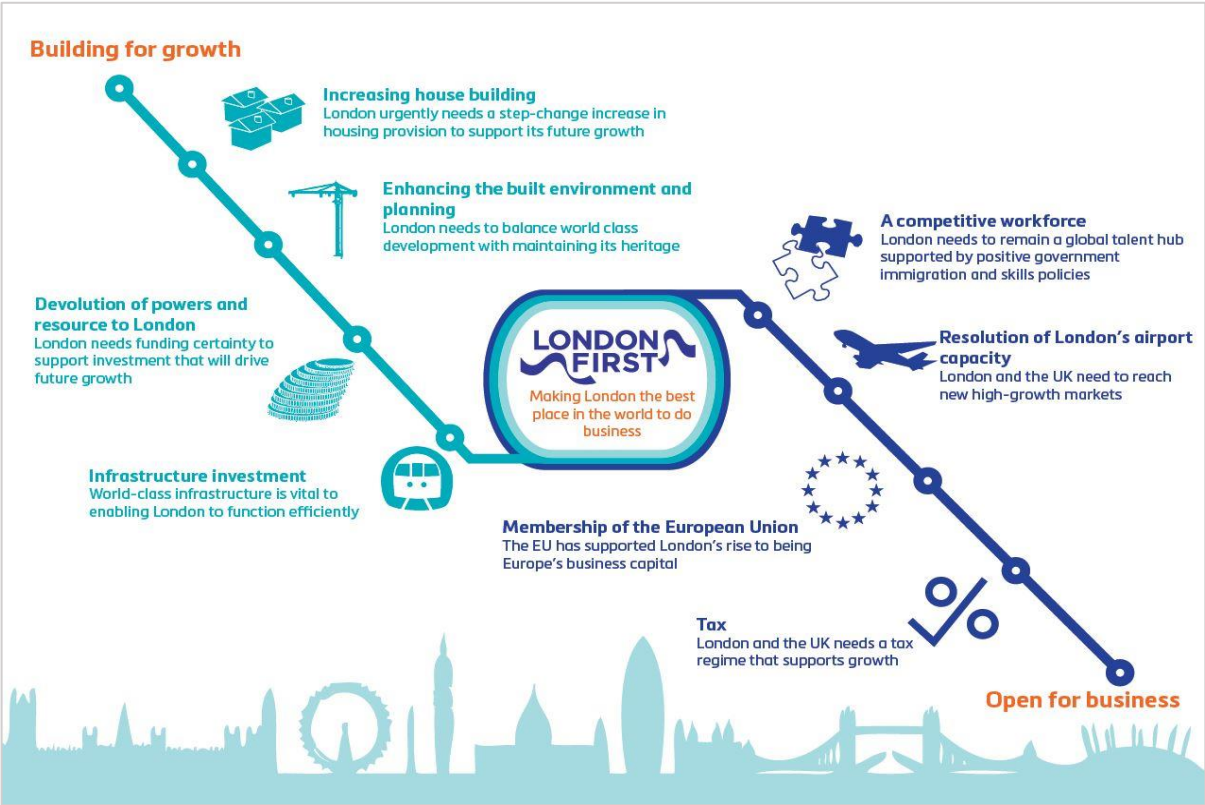 Building for growth
Increasing house building
London urgently needs a step-change increase in
housing provision to support its future growth
Enhancing the built environment and
planning
London needs to balance world class
development with maintaining its heritage
Devolution of powers and
resource to London
London needs funding certainty to
support investment that will drive
future growth
Infrastructure investment
World-class infrastructure is vital to
enabling London to function efficiently
LONDON
FIRST
Making London the best
place in the world to do
business
A competitive workforce
London needs to remain a global talent hub
supported by positive government
immigration and skills policies
Resolution of London's airport
capacity
London and the UK need to reach
new high-growth markets
Membership of the European Union
The EU has supported London's rise to being
Europe's business capital
Tax
London and the UK needs a tax
regime that supports growth
Open for business